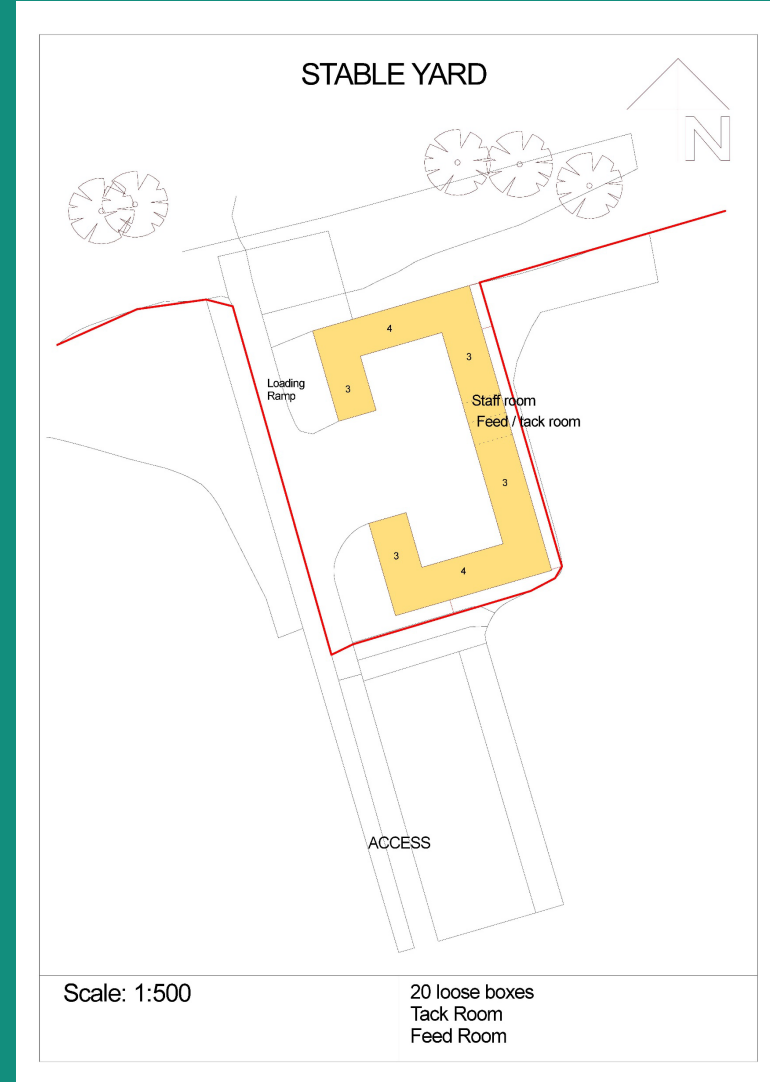 STABLE YARD
N
4
3
3
Loading
Ramp
Staff room
Feed / tack room
3
3
4
ACCESS
Scale: 1:500
20 loose boxes
Tack Room
Feed Room